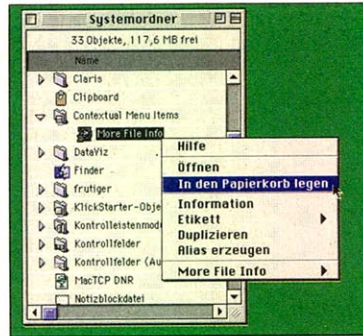 Systemordner
33 Objekte, 117,6 MB frei
Name
Claris
Clipboard
Contextual Menu Items
More File Info
DataViz
Finder
frutiger
KlickStarter-Obje
Kontrolleistenmod
Kontrollfelder
Kontrollfelder (Au
MacTCP DNR
Notizblockdatei
Hilfe
Öffnen
In den Papierkorb legen
Information
Etikett
Duplizieren
Alias erzeugen
More File Info